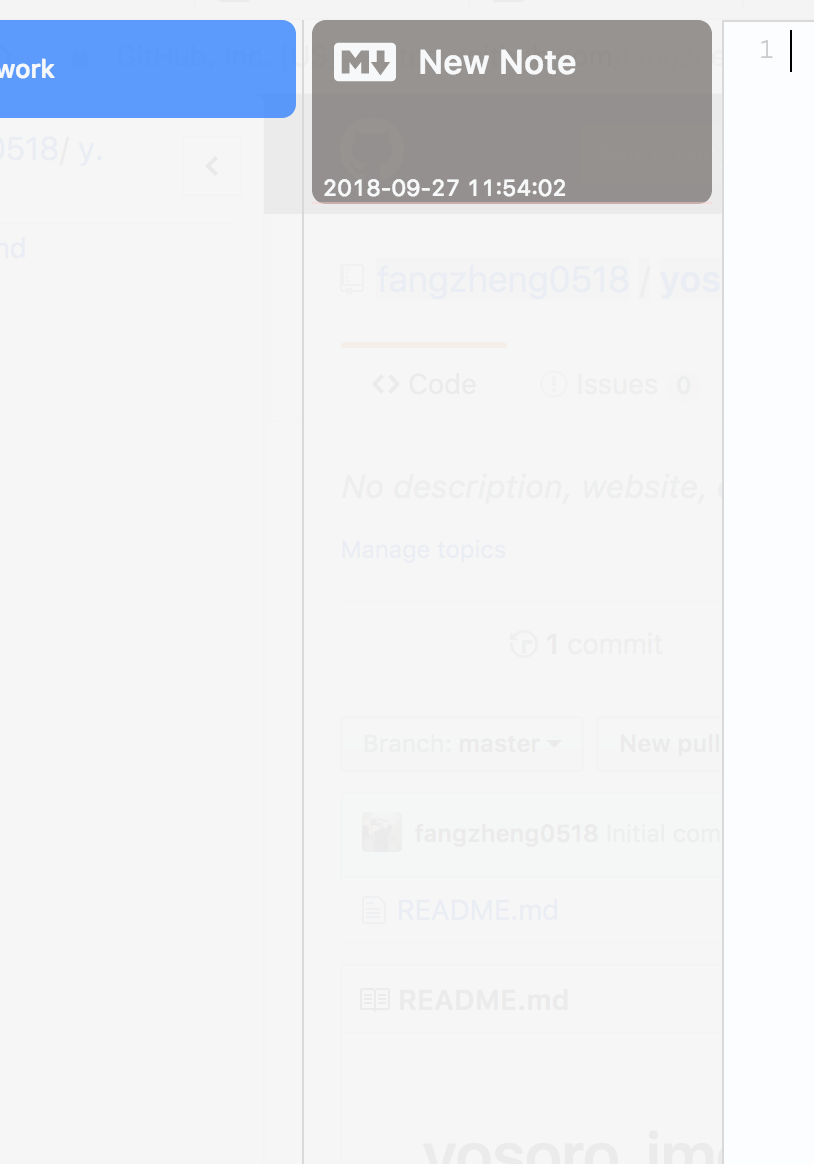 work
M↓ New Note
2018-09-27 11:54:02
1
0518/ y.
nd
fangzheng0518 / yos
Code
Issues 0
No description, website,
Manage topics
1 commit
Branch: master
New pull
fangzheng0518 Initial com
README.md
README.md
yosoro_im